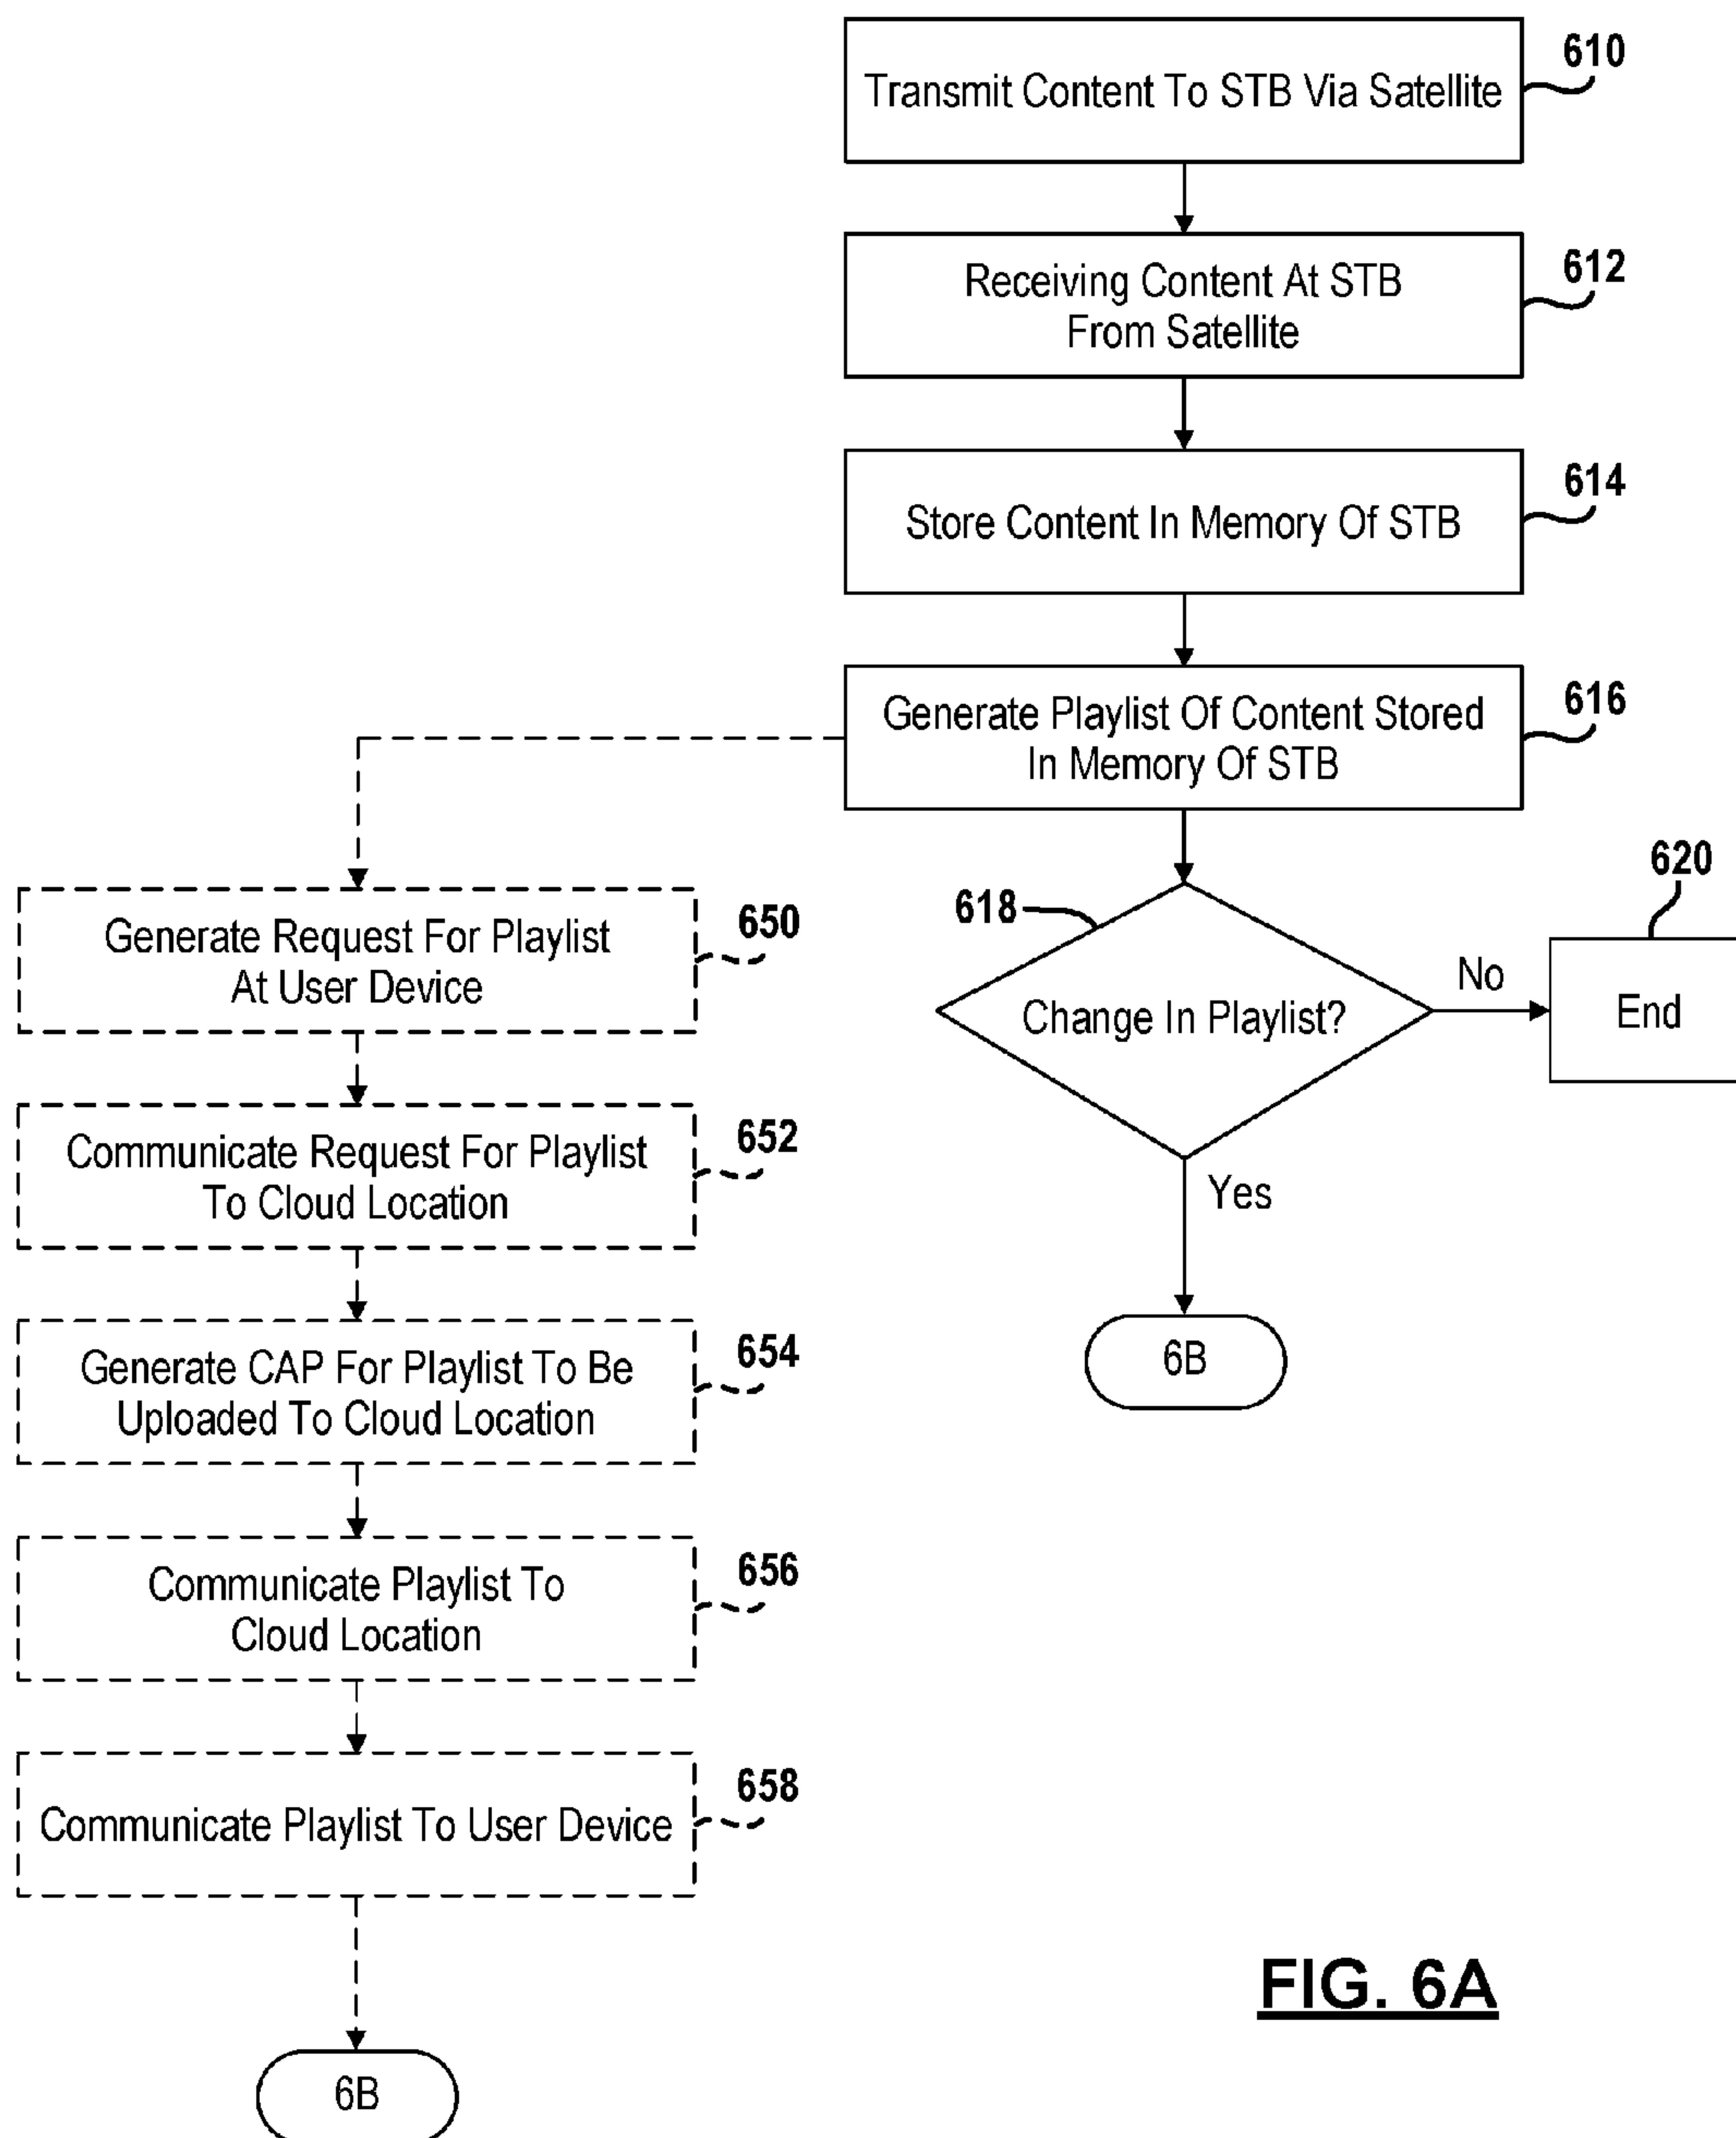 Transmit Content To STB Via Satellite
610
Receiving Content At STB
From Satellite
612
Store Content In Memory Of STB
614
Generate Playlist Of Content Stored
In Memory Of STB
616
618
Change In Playlist?
No
620
End
Yes
6B
Generate Request For Playlist
At User Device
650
Communicate Request For Playlist
To Cloud Location
652
Generate CAP For Playlist To Be
Uploaded To Cloud Location
654
Communicate Playlist To
Cloud Location
656
Communicate Playlist To User Device
658
6B
FIG. 6A